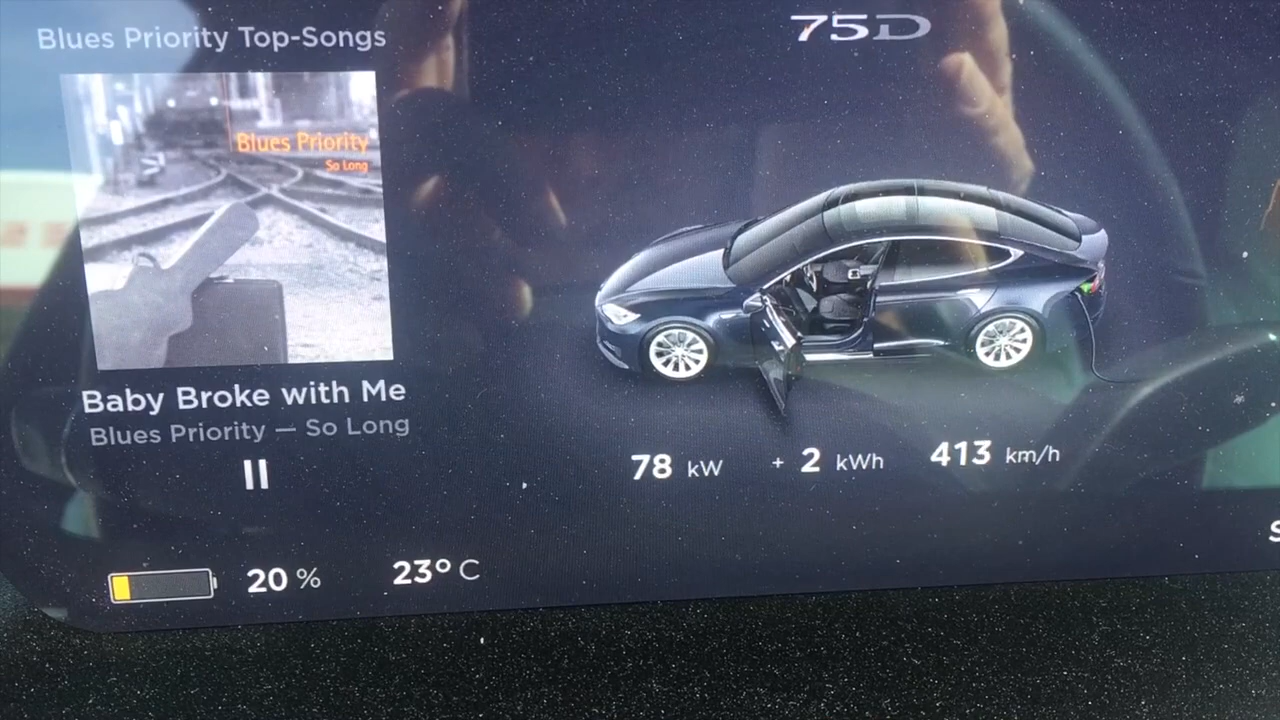 Blues Priority Top-Songs
Blues Priority
So Long
Baby Broke with Me
Blues Priority — So Long
20 %
23° C
75D
78 kW + 2 kWh 413 km/h
S